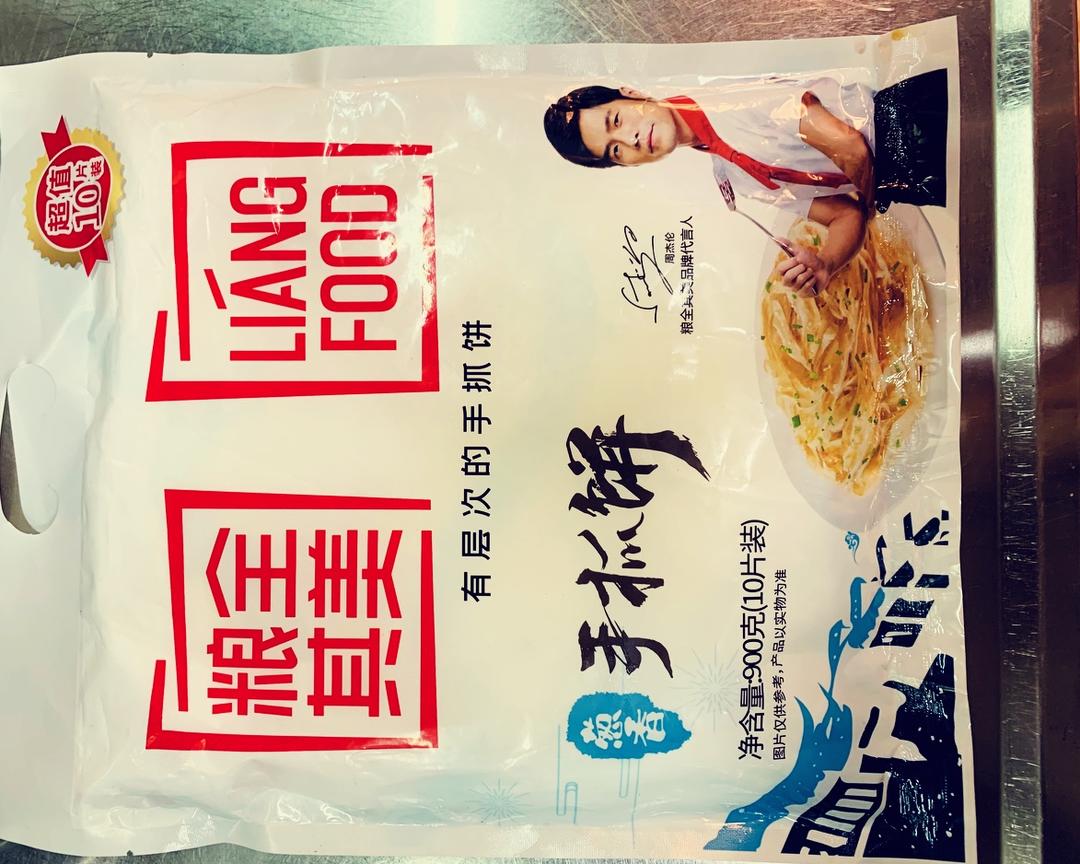 超值
10片装
粮全
其美
LIANG
FOOD
有层次的手抓饼
葱香
手抓饼
周杰伦
粮全其美品牌代言人
净含量:900克(10片装)
图片仅供参考,产品以实物为准